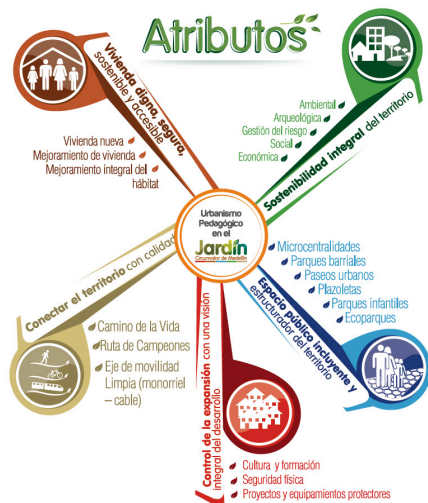 Atributos
Vivienda digna, segura,
sostenible y accesible
Vivienda nueva
Mejoramiento de vivienda
Mejoramiento integral del
hábitat
Ambiental
Arqueológica
Gestión del riesgo
Social
Económica
Sostenibilidad integral del territorio
Urbanismo
Pedagógico
en el
Jardín
Circunvalar de Medellín
Microcentralidades
Parques barriales
Paseos urbanos
Plazoletas
Parques infantiles
Ecoparques
Espacio público incluyente y
estructurador del territorio
Conectar el territorio con calidad
Camino de la Vida
Ruta de Campeones
Eje de movilidad
Limpia (monorriel
– cable)
Control de la expansión con una visión
integral del desarrollo
Cultura y formación
Seguridad física
Proyectos y equipamientos protectores